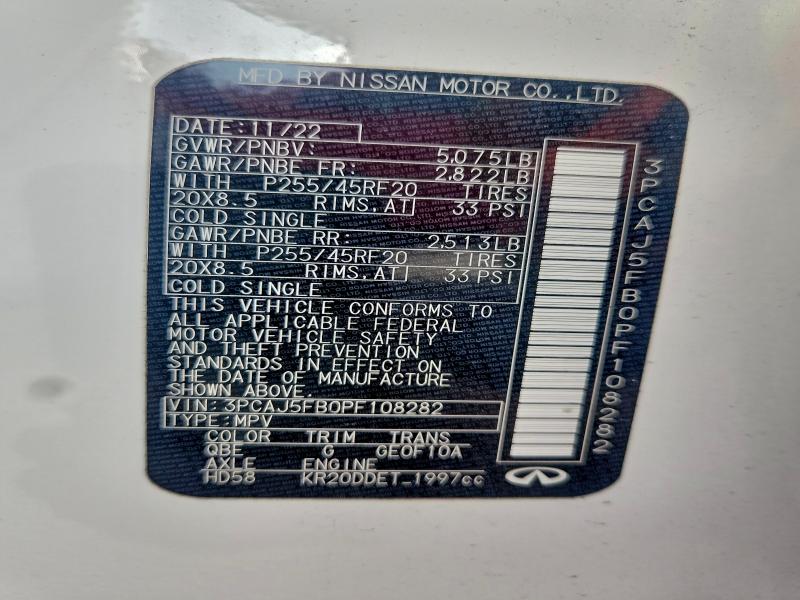 MFD BY NISSAN MOTOR CO.,LTD.
DATE:11/22
GVWR/PNBV: 5,075LB
GAWR/PNBE FR: 2,822LB
WITH P255/45RF20 TIRES
20X8.5 RIMS,AT 33 PSI
COLD SINGLE
GAWR/PNBE RR: 2,513LB
WITH P255/45RF20 TIRES
20X8.5 RIMS,AT 33 PSI
COLD SINGLE
THIS VEHICLE CONFORMS TO
ALL APPLICABLE FEDERAL
MOTOR VEHICLE SAFETY
AND THEFT PREVENTION
STANDARDS IN EFFECT ON
THE DATE OF MANUFACTURE
SHOWN ABOVE.
VIN:3PCAJ5FB0PF108282
TYPE:MPV
COLOR TRIM TRANS
QBE G GE0F10A
AXLE ENGINE
HD58 KR20DDET_1997cc
3PCAJ5FB0PF108282